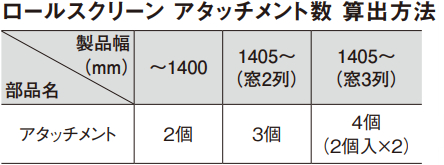 ロールスクリーン アタッチメント数 算出方法
製品幅
(mm)
部品名
～1400
1405～
(窓2列)
1405～
(窓3列)
アタッチメント
2個
3個
4個
(2個入×2)